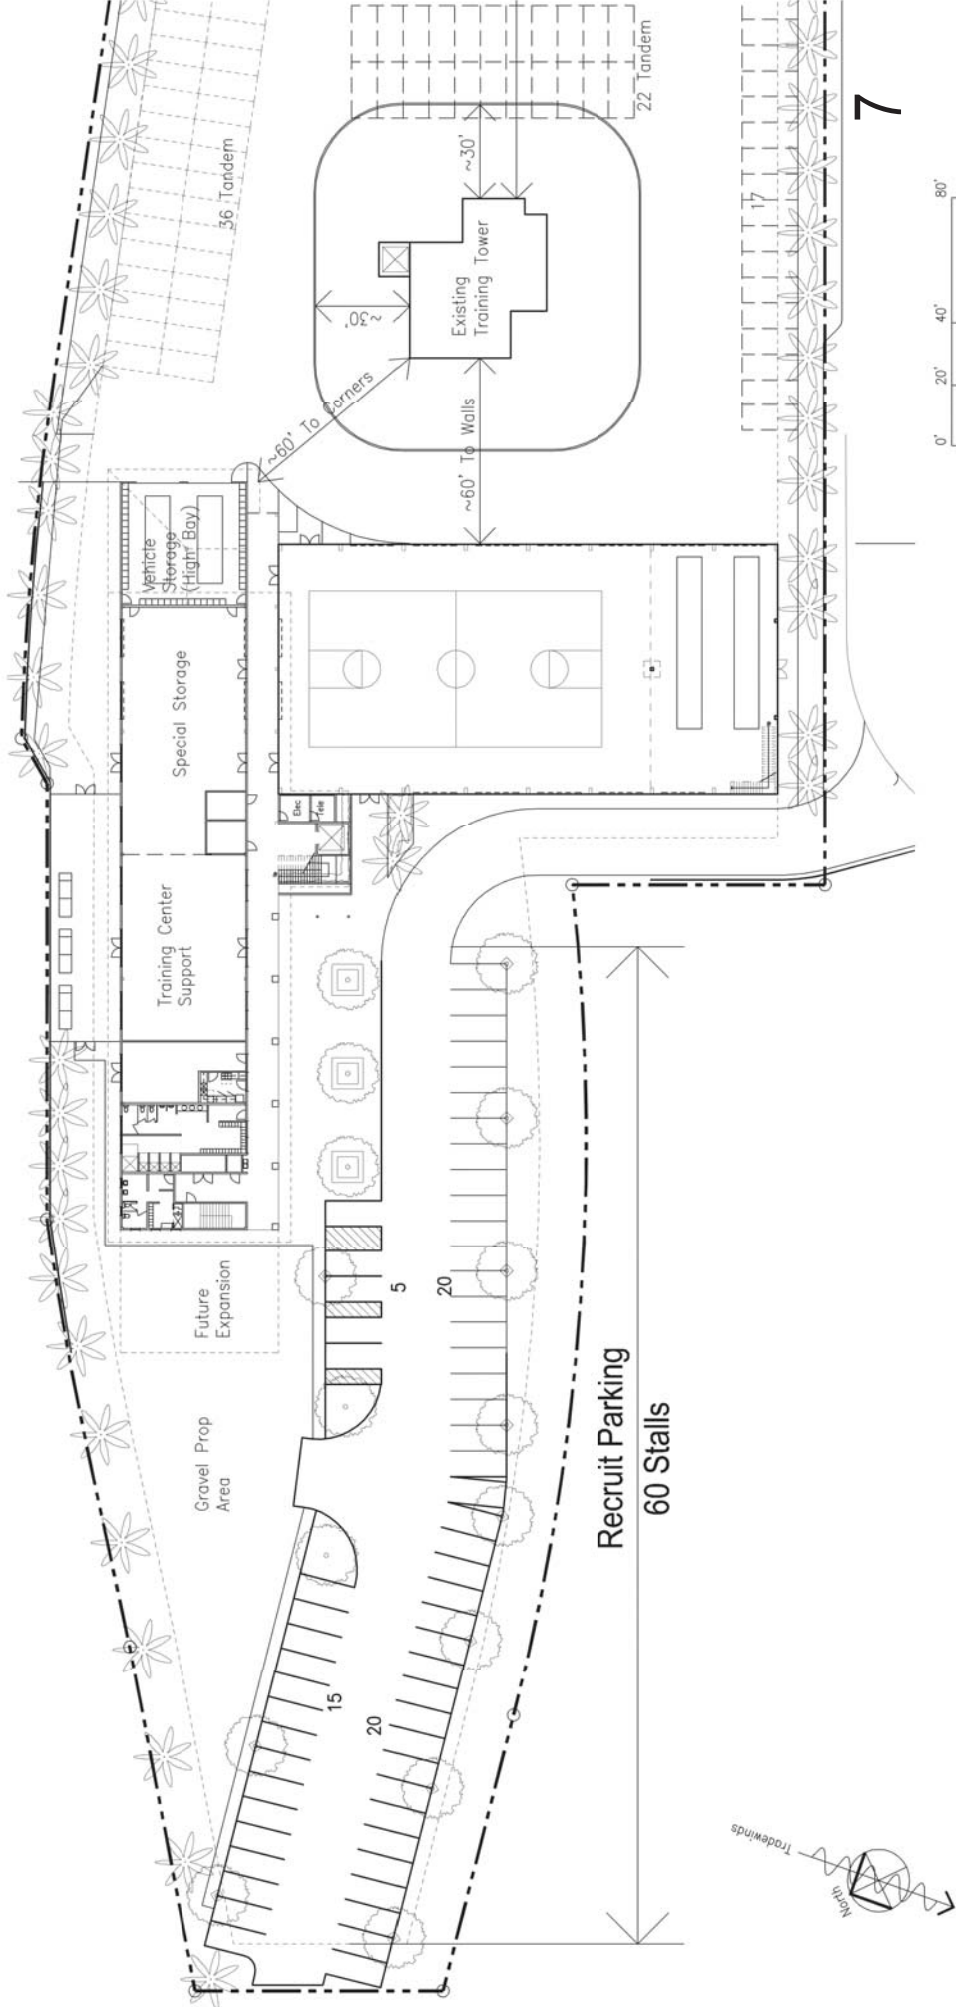 36 Tandem
22 Tandem
~30'
~30'
Existing
Training Tower
17
7
~60' To Corners
~60' To Walls
Vehicle
Storage
(High Bay)
Special Storage
Elec
Tele
Training Center
Support
Future
Expansion
5
20
Gravel Prop
Area
Recruit Parking
60 Stalls
15
20
Tradewinds
North
0'
20'
40'
80'